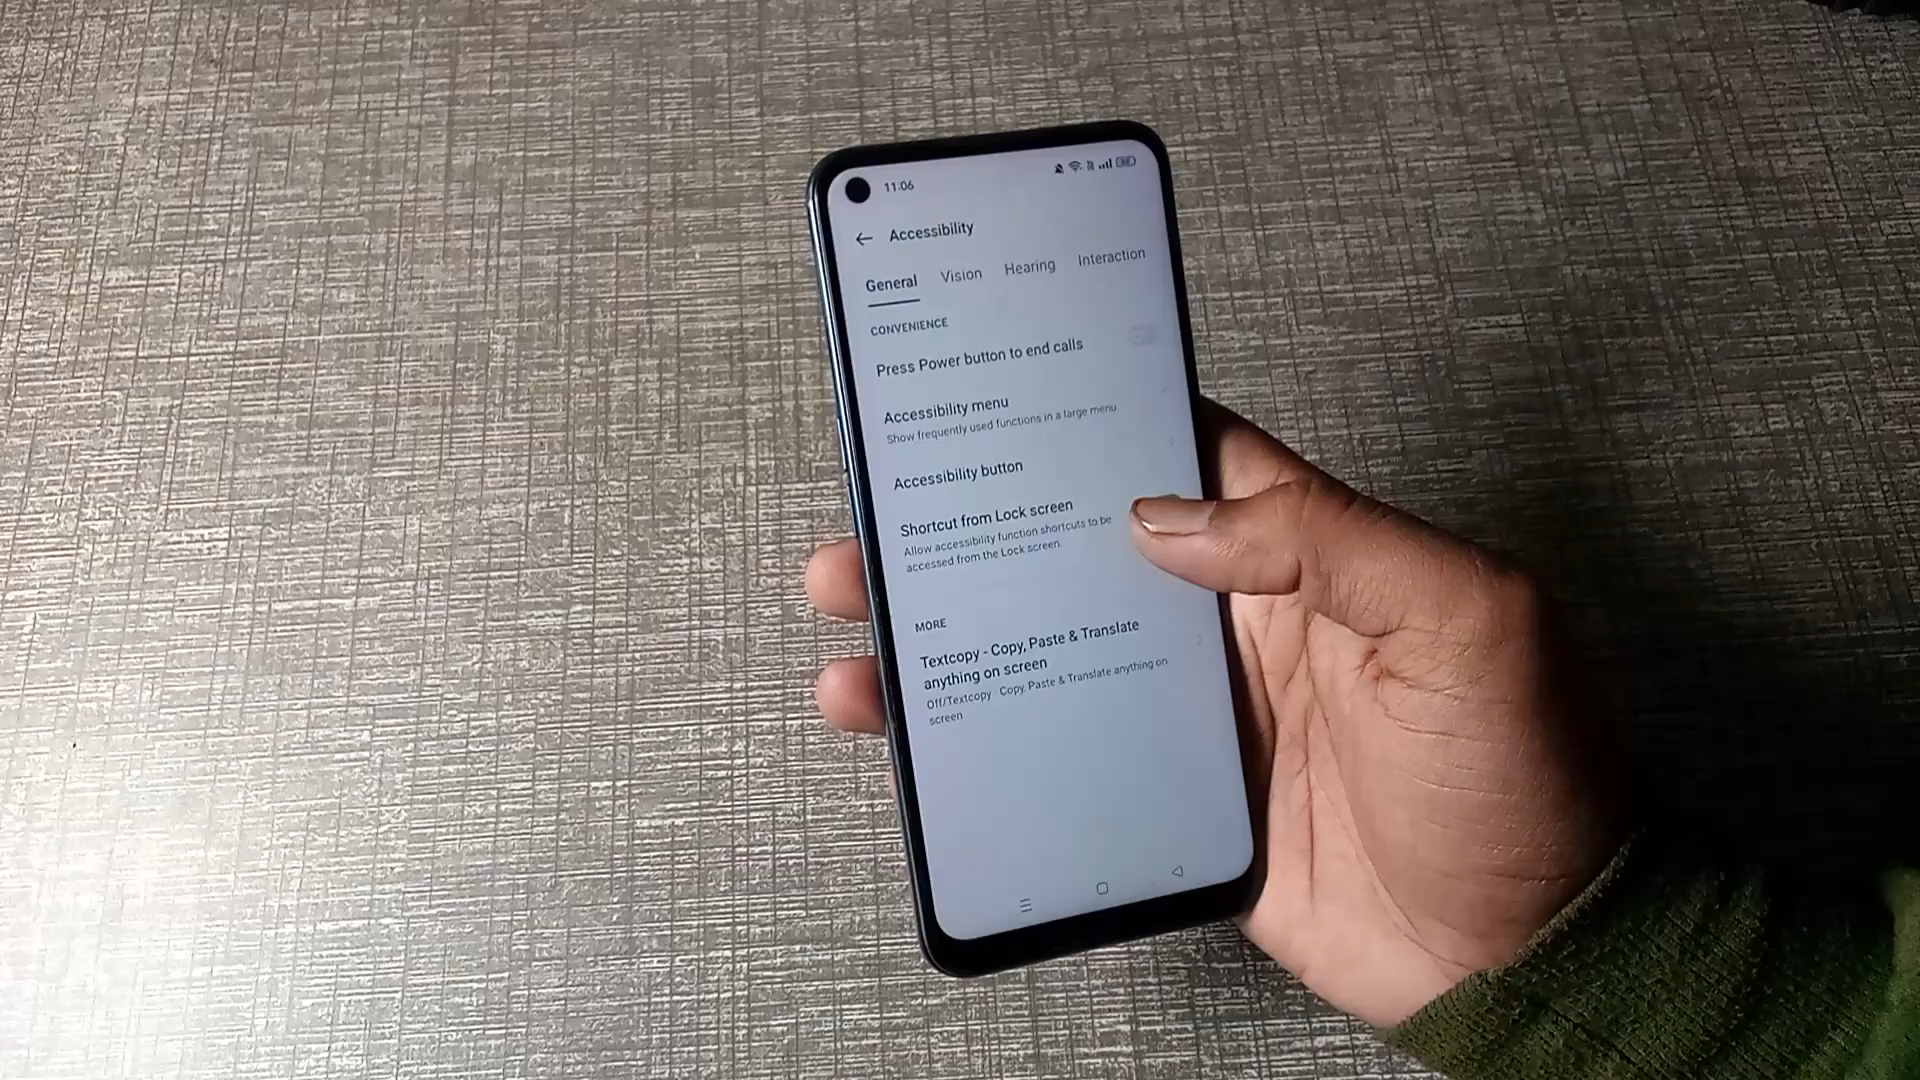 11:06
Accessibility
General Vision Hearing Interaction
CONVENIENCE
Press Power button to end calls
Accessibility menu
Show frequently used functions in a large menu
Accessibility button
Shortcut from Lock screen
Allow accessibility function shortcuts to be
accessed from the Lock screen.
MORE
Textcopy - Copy, Paste & Translate
anything on screen
Off/Textcopy - Copy, Paste & Translate anything on
screen